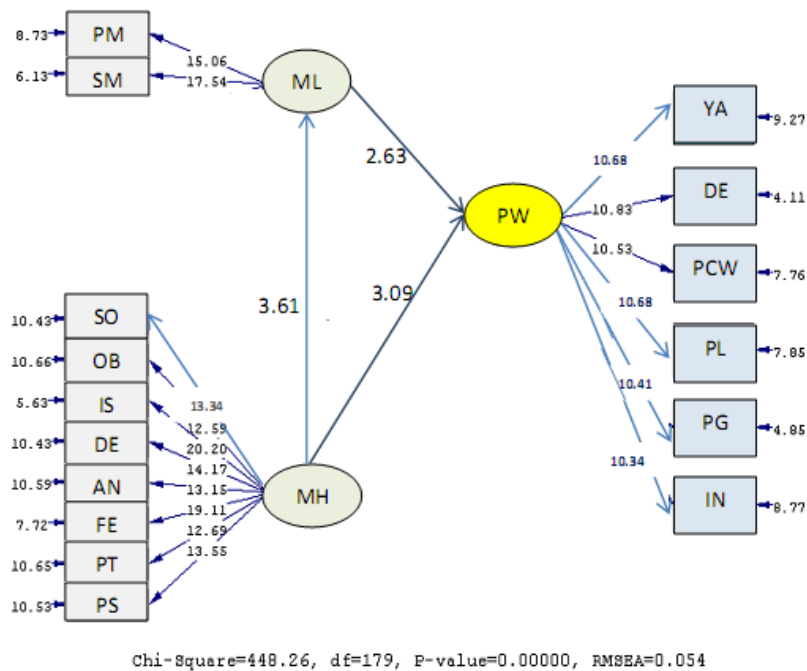 8.73 PM 15.06
6.13 SM 17.54
ML
YA 9.27
10.68
2.63
DE 4.11
10.83
PW
10.53
PCW 7.76
3.61
3.09
10.68
PL 7.85
10.41
PG 4.85
10.34
IN 8.77
10.43 SO 13.34
10.66 OB 12.59
5.63 IS 20.20
10.43 DE 14.17
10.59 AN 13.15
7.72 FE 19.11
10.65 PT 12.69
10.53 PS 13.55
MH
Chi-Square=448.26, df=179, P-value=0.00000, RMSEA=0.054